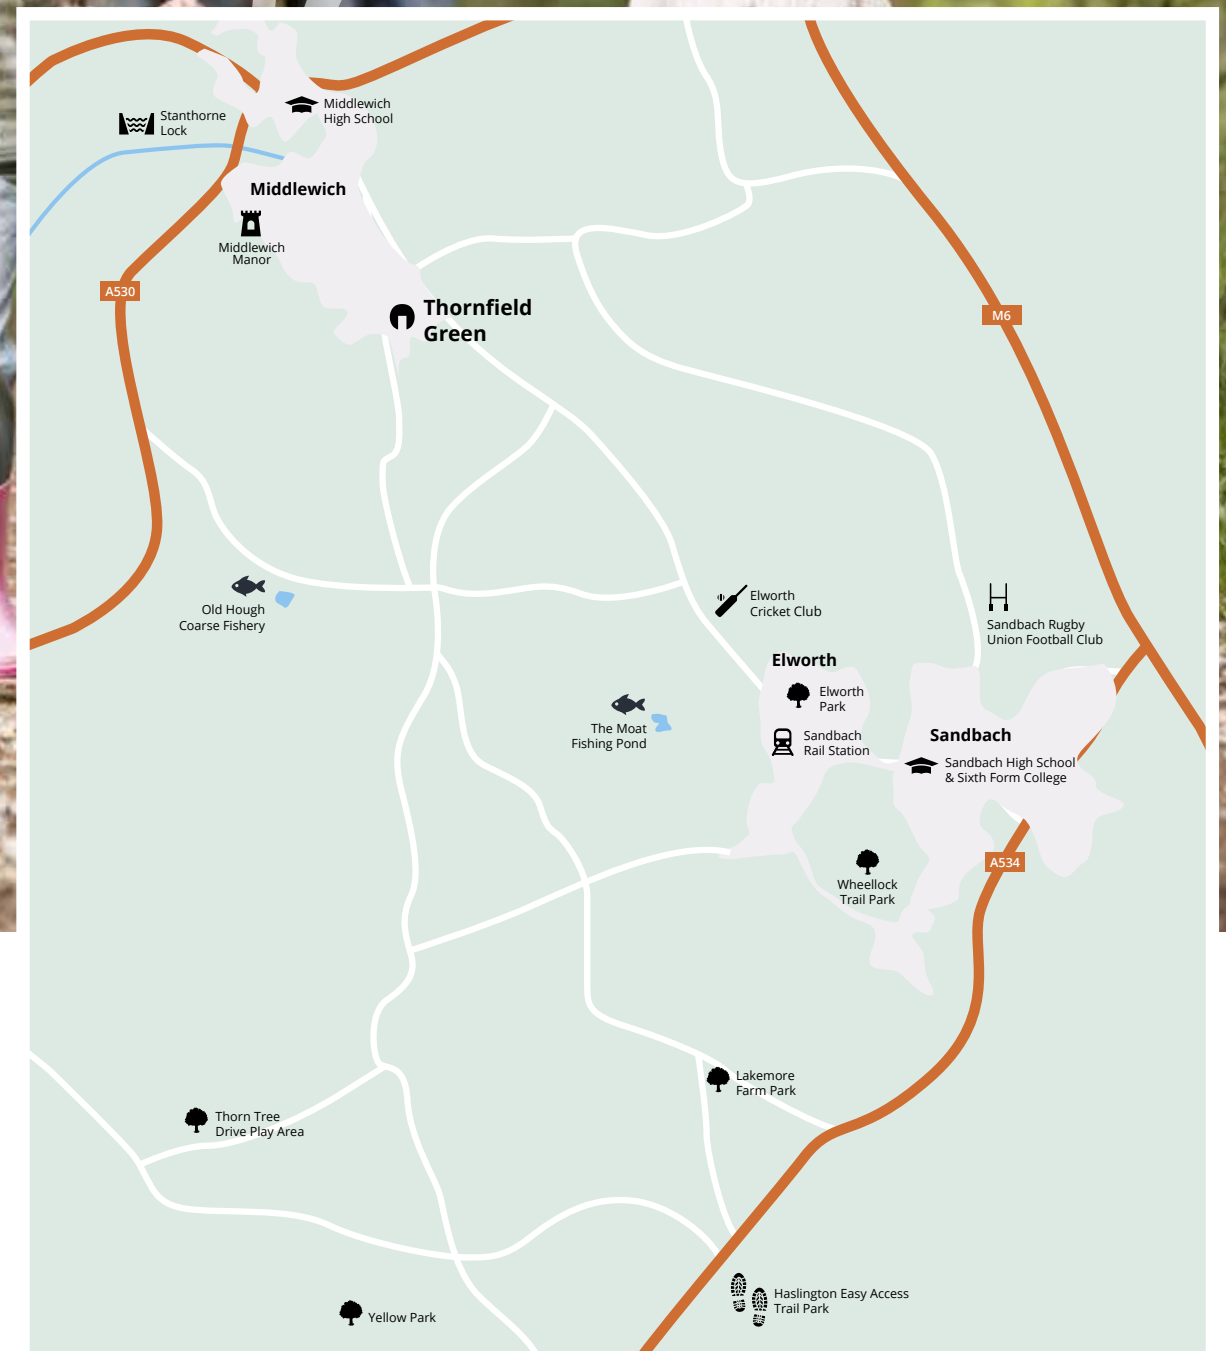 Middlewich
High School
Stanthorne
Lock
Middlewich
Middlewich
Manor
A530
Thornfield
Green
M6
Old Hough
Coarse Fishery
Elworth
Cricket Club
Sandbach Rugby
Union Football Club
Elworth
Elworth
Park
The Moat
Fishing Pond
Sandbach
Rail Station
Sandbach
Sandbach High School
& Sixth Form College
A534
Wheellock
Trail Park
Lakemore
Farm Park
Thorn Tree
Drive Play Area
Haslington Easy Access
Trail Park
Yellow Park